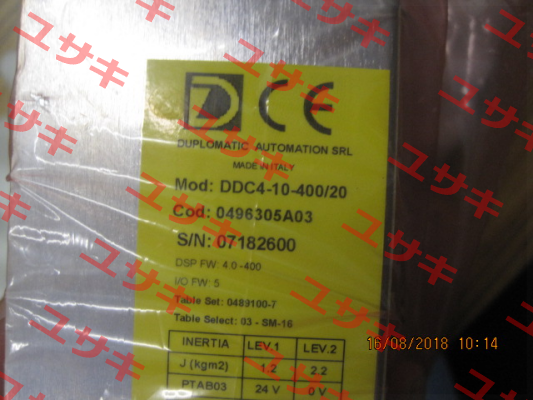 DUPLOMATIC AUTOMATION SRL
MADE IN ITALY
Mod: DDC4-10-400/20
Cod: 0496305A03
S/N: 07182600
DSP FW: 4.0 -400
I/O FW: 5
Table Set: 0489100-7
Table Select: 03 - SM-16
INERTIA LEV.1 LEV.2
J (kgm2) 1.2 2.2
PTAB03 24 V 0 V
16/08/2018 10:14
ユサキ
ユサキ
ユサキ
ユサキ
ユサキ
ユサキ
ユサキ